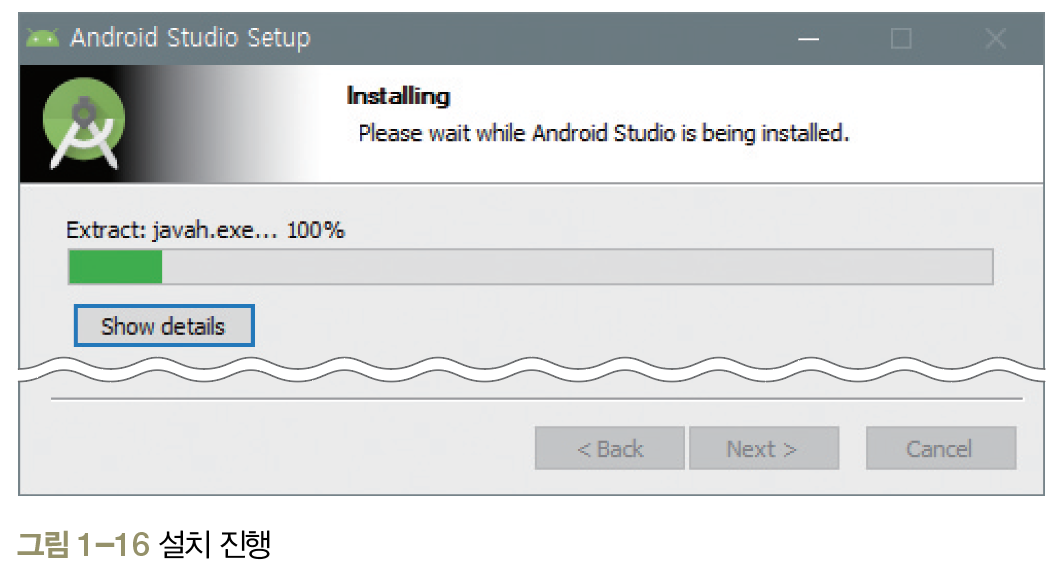 Android Studio Setup
Installing
Please wait while Android Studio is being installed.
Extract: javah.exe... 100%
Show details
< Back Next > Cancel
그림 1-16 설치 진행